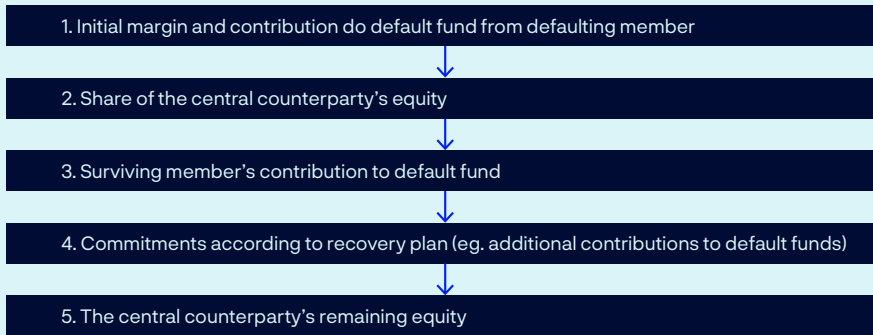 1. Initial margin and contribution do default fund from defaulting member
2. Share of the central counterparty’s equity
3. Surviving member’s contribution to default fund
4. Commitments according to recovery plan (eg. additional contributions to default funds)
5. The central counterparty’s remaining equity